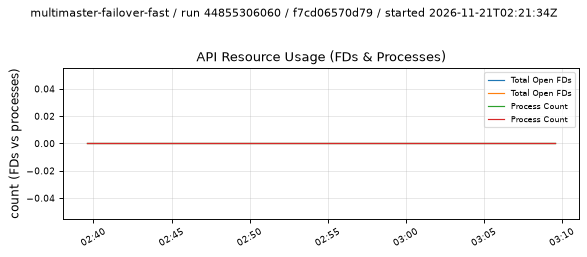 multimaster-failover-fast / run 44855306060 / f7cd06570d79 / started 2026-11-21T02:21:34Z
API Resource Usage (FDs & Processes)
count (FDs vs processes)
0.04
0.02
0.00
−0.02
−0.04
Total Open FDs
Total Open FDs
Process Count
Process Count
02:40
02:45
02:50
02:55
03:00
03:05
03:10